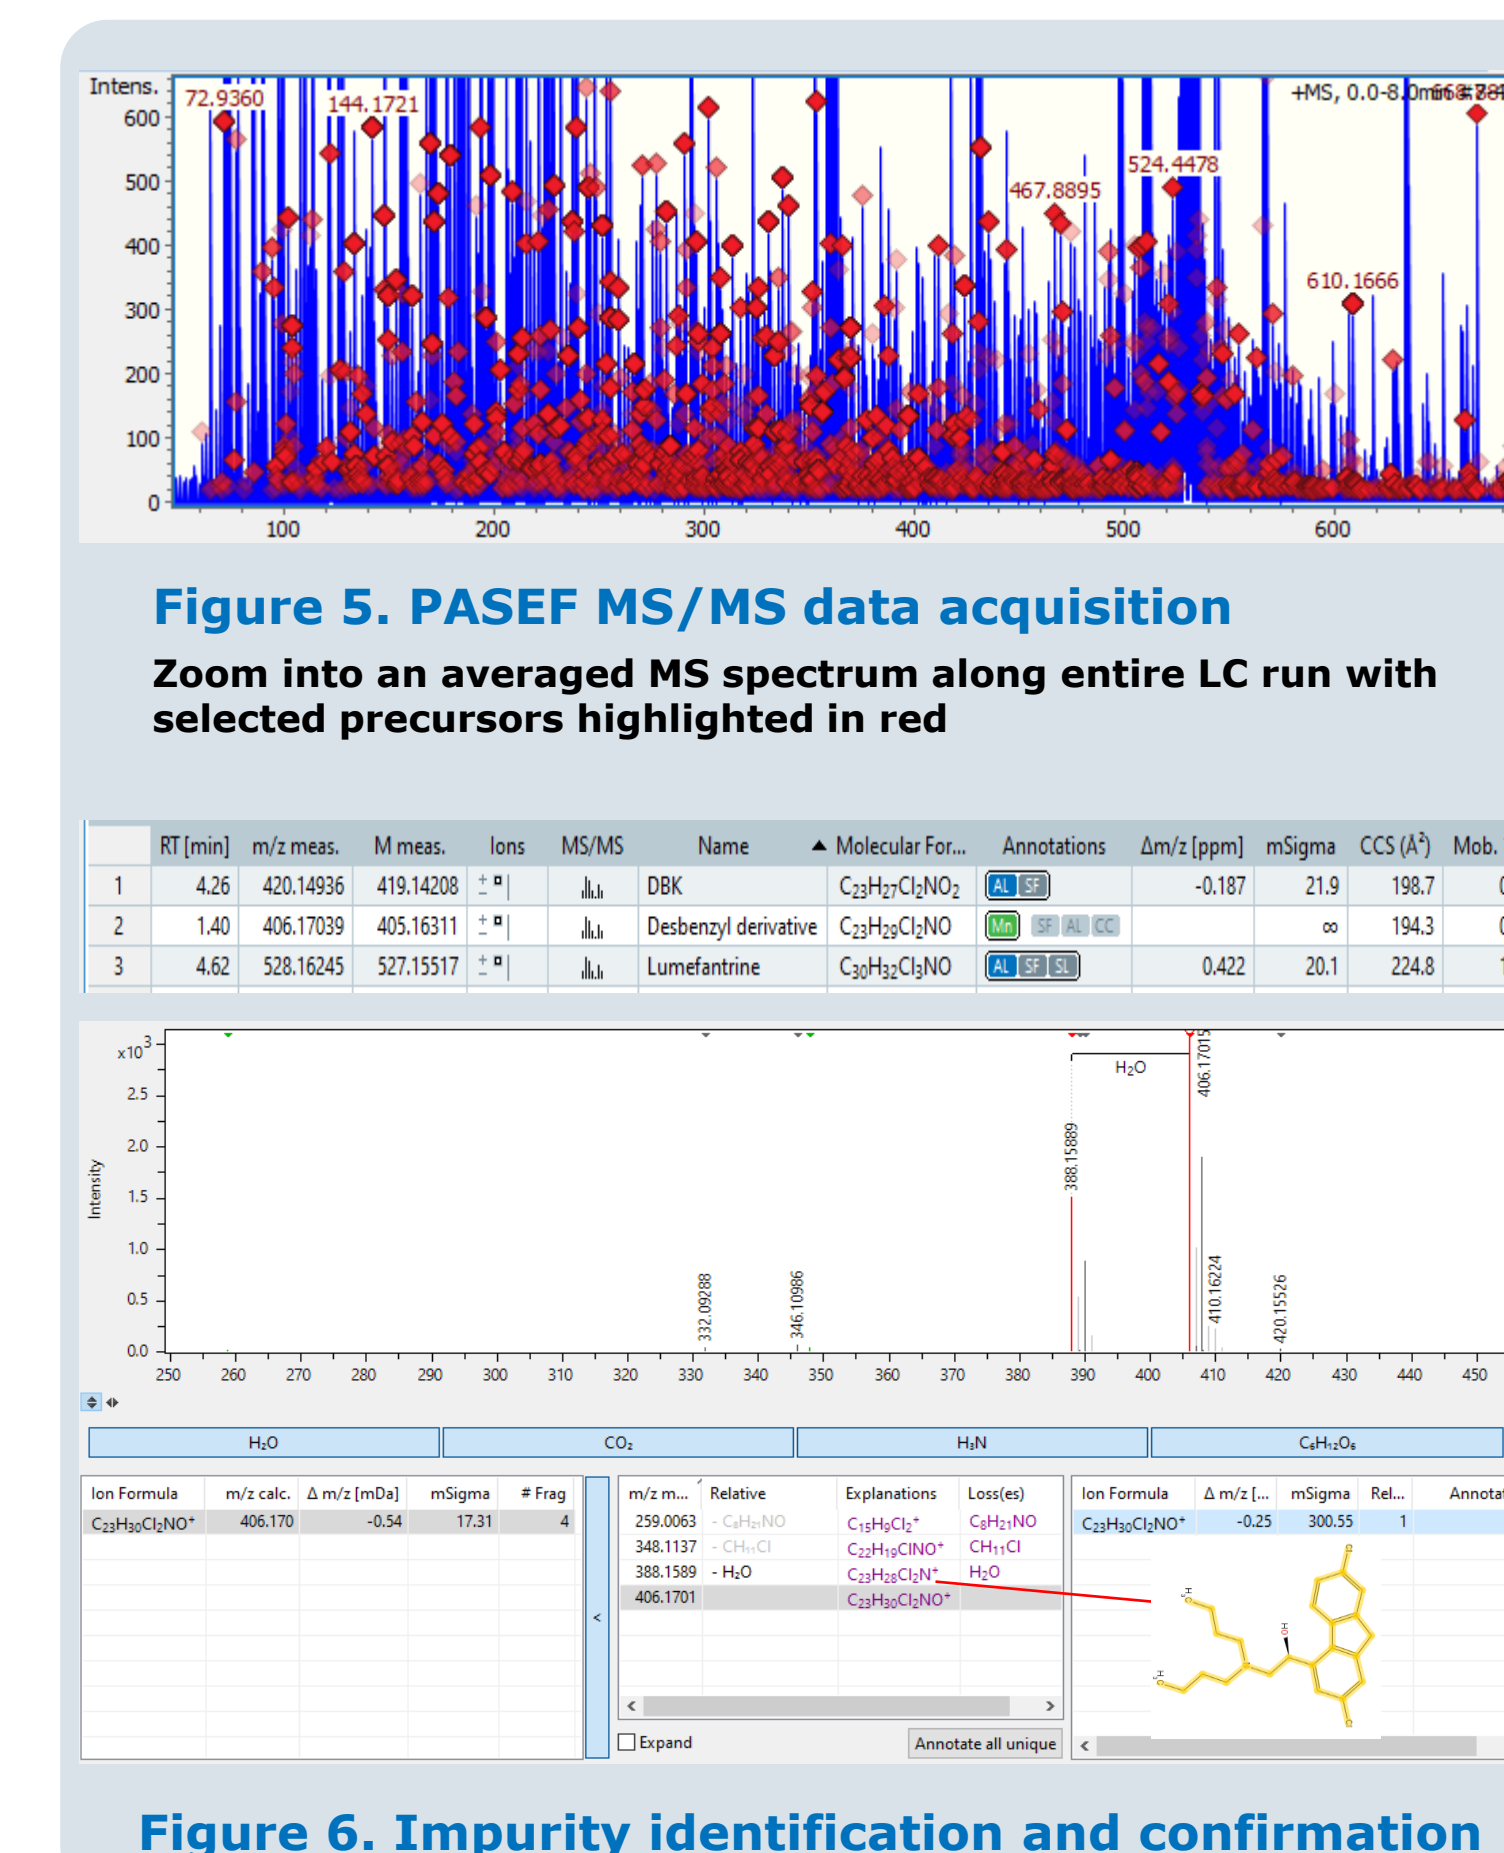 Intens.
+MS, 0.0-8.0min
72.9360
144.1721
467.8895
524.4478
610.1666
600
500
400
300
200
100
0
100 200 300 400 500 600
Figure 5. PASEF MS/MS data acquisition
Zoom into an averaged MS spectrum along entire LC run with
selected precursors highlighted in red
RT [min] m/z meas. M meas. Ions MS/MS Name Molecular For... Annotations Δm/z [ppm] mSigma CCS (Å²) Mob.
1 4.26 420.14936 419.14208 DBK C₂₃H₂₇Cl₂NO₂ AL SF -0.187 21.9 198.7
2 1.40 406.17039 405.16311 Desbenzyl derivative C₂₃H₂₉Cl₂NO Mn SF AL CC ∞ 194.3
3 4.62 528.16245 527.15517 Lumefantrine C₃₀H₃₂Cl₃NO AL SF SL 0.422 20.1 224.8
x10³
Intensity
2.5
2.0
1.5
1.0
0.5
0.0
332.09288
346.10986
388.15889
H₂O
406.17015
410.16224
420.15526
250 260 270 280 290 300 310 320 330 340 350 360 370 380 390 400 410 420 430 440 450
H₂O CO₂ H₃N C₆H₁₂O₆
Ion Formula m/z calc. Δ m/z [mDa] mSigma # Frag
C₂₃H₃₀Cl₂NO⁺ 406.170 -0.54 17.31 4
<
m/z m... Relative Explanations Loss(es)
259.0063 - C₈H₂₁NO C₁₅H₉Cl₂⁺ C₈H₂₁NO
348.1137 - CH₁₁Cl C₂₂H₁₉ClNO⁺ CH₁₁Cl
388.1589 - H₂O C₂₃H₂₈Cl₂N⁺ H₂O
406.1701 C₂₃H₃₀Cl₂NO⁺
Expand Annotate all unique
Ion Formula Δ m/z [... mSigma Rel...
C₂₃H₃₀Cl₂NO⁺ -0.25 300.55 1
H₃C
H₃C
HO
Cl
Cl
Figure 6. Impurity identification and confirmation